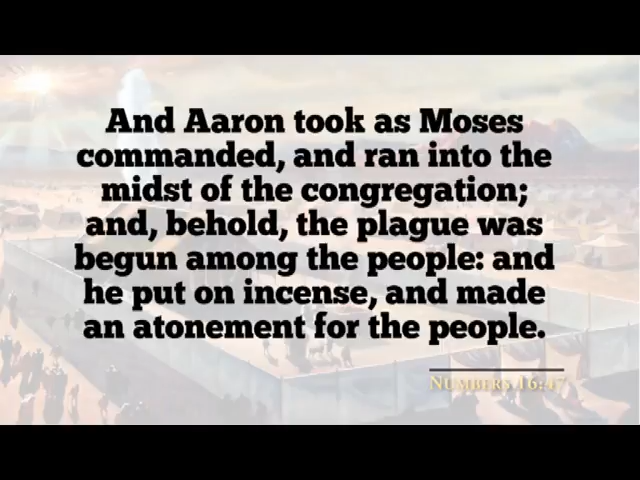 And Aaron took as Moses
commanded, and ran into the
midst of the congregation;
and, behold, the plague was
begun among the people: and
he put on incense, and made
an atonement for the people.
Numbers 16:47